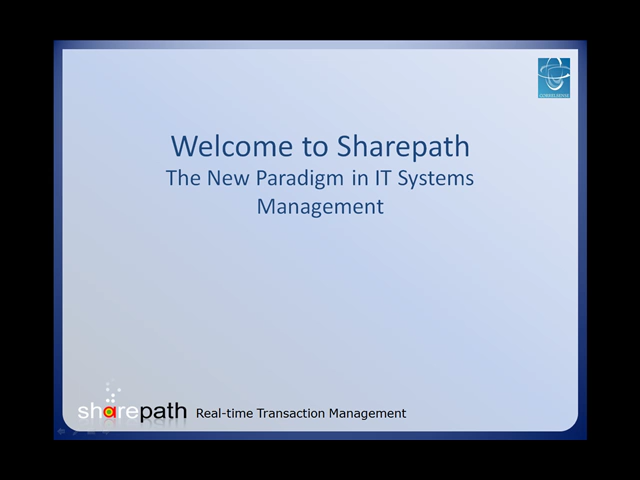 Welcome to Sharepath
The New Paradigm in IT Systems
Management
sharepath Real-time Transaction Management